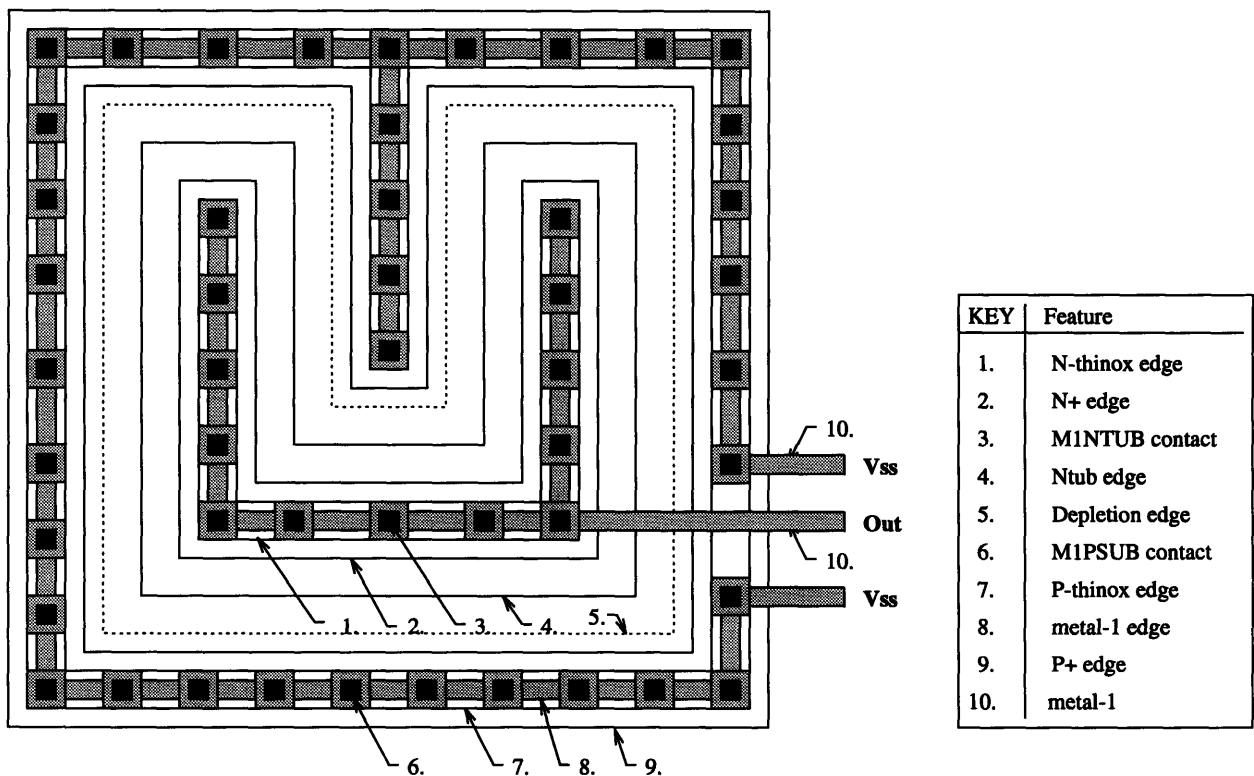 10.
Vss
Out
10.
Vss
1.
2.
3.
4.
5.
6.
7.
8.
9.
KEY Feature
1. N-thinox edge
2. N+ edge
3. M1NTUB contact
4. Ntub edge
5. Depletion edge
6. M1PSUB contact
7. P-thinox edge
8. metal-1 edge
9. P+ edge
10. metal-1